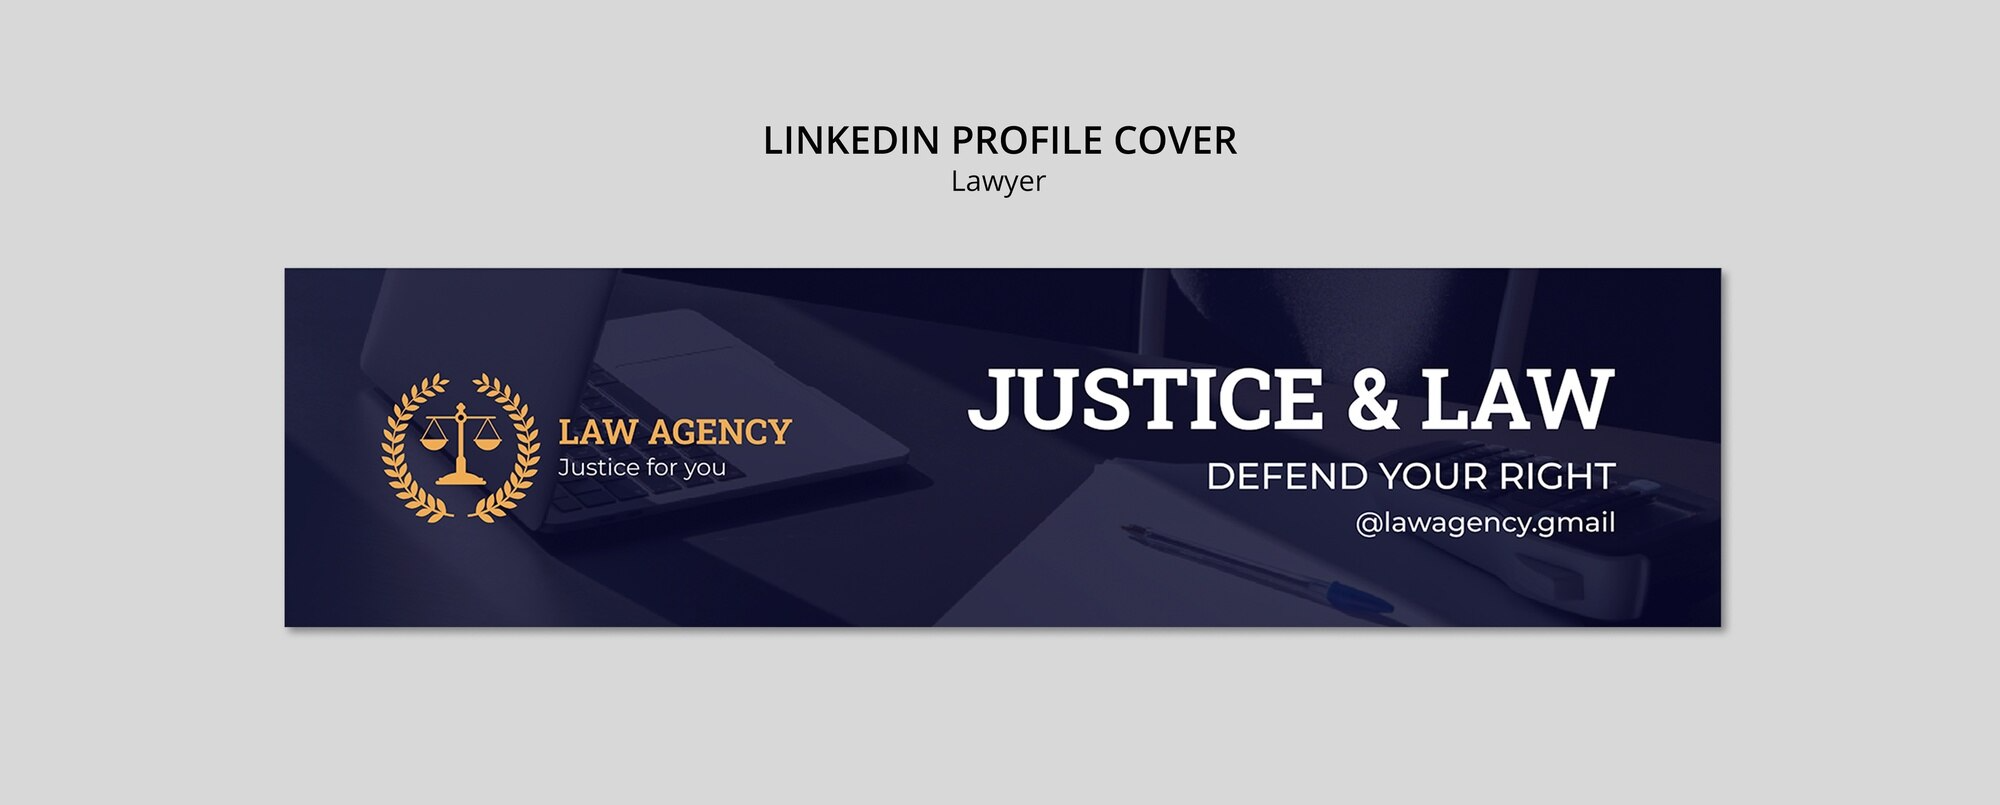 LINKEDIN PROFILE COVER
Lawyer
LAW AGENCY
Justice for you
JUSTICE & LAW
DEFEND YOUR RIGHT
@lawagency.gmail